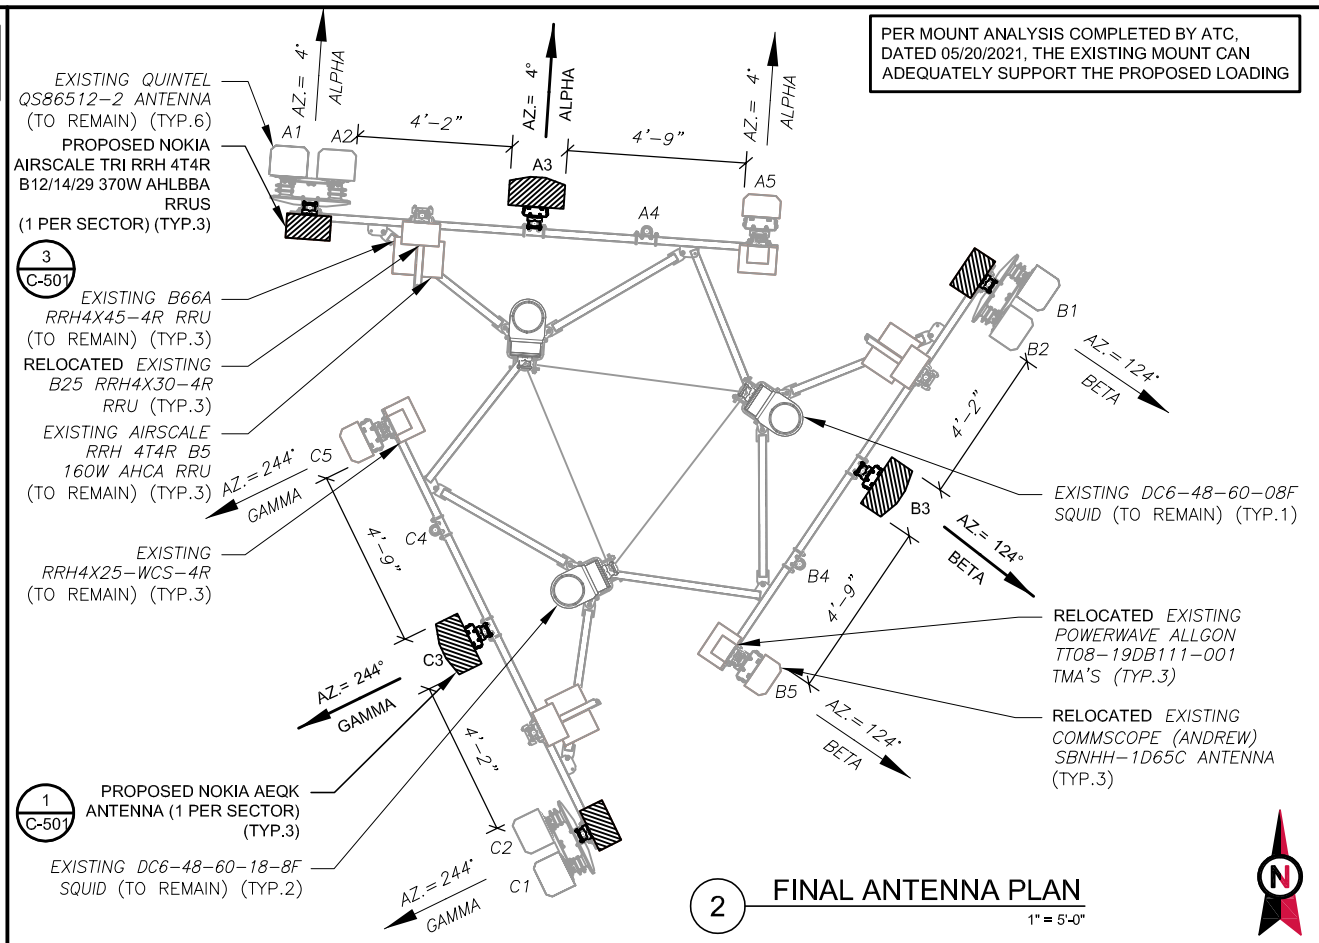 PER MOUNT ANALYSIS COMPLETED BY ATC,
DATED 05/20/2021, THE EXISTING MOUNT CAN
ADEQUATELY SUPPORT THE PROPOSED LOADING
AZ.= 4°
ALPHA
AZ.= 4°
ALPHA
AZ.= 4°
ALPHA
EXISTING QUINTEL
QS86512-2 ANTENNA
(TO REMAIN) (TYP.6)
PROPOSED NOKIA
AIRSCALE TRI RRH 4T4R
B12/14/29 370W AHLBBA
RRUS
(1 PER SECTOR) (TYP.3)
3
C-501
EXISTING B66A
RRH4X45-4R RRU
(TO REMAIN) (TYP.3)
RELOCATED EXISTING
B25 RRH4X30-4R
RRU (TYP.3)
EXISTING AIRSCALE
RRH 4T4R B5
160W AHCA RRU
(TO REMAIN) (TYP.3)
EXISTING
RRH4X25-WCS-4R
(TO REMAIN) (TYP.3)
A1
A2
4'-2"
A3
4'-9"
A4
A5
B1
B2
AZ.= 124°
BETA
4'-2"
B3
AZ.= 124°
BETA
B4
4'-9"
B5
AZ.= 124°
BETA
EXISTING DC6-48-60-08F
SQUID (TO REMAIN) (TYP.1)
RELOCATED EXISTING
POWERWAVE ALLGON
TT08-19DB111-001
TMA'S (TYP.3)
RELOCATED EXISTING
COMMSCOPE (ANDREW)
SBNHH-1D65C ANTENNA
(TYP.3)
C5
AZ.= 244°
GAMMA
C4
4'-9"
C3
AZ.= 244°
GAMMA
4'-2"
C2
C1
AZ.= 244°
GAMMA
1
C-501
PROPOSED NOKIA AEQK
ANTENNA (1 PER SECTOR)
(TYP.3)
EXISTING DC6-48-60-18-8F
SQUID (TO REMAIN) (TYP.2)
2
FINAL ANTENNA PLAN
1" = 5'-0"
N